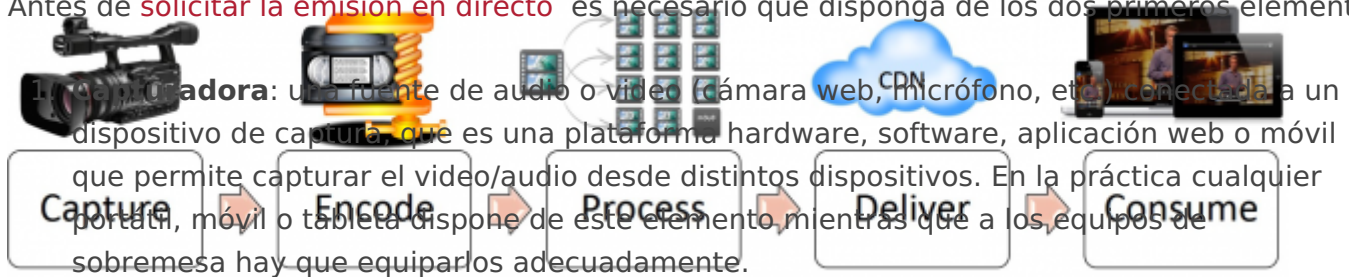 Antes de solicitar la emisión en directo es necesario que disponga de los dos primeros element
1. Capturadora: una fuente de audio o video (cámara web, micrófono, etc.) conectada a un
dispositivo de captura, que es una plataforma hardware, software, aplicación web o móvil
que permite capturar el video/audio desde distintos dispositivos. En la práctica cualquier
portátil, móvil o tableta dispone de este elemento mientras que a los equipos de
sobremesa hay que equiparlos adecuadamente.
CDN
Capture
Encode
Process
Deliver
Consume